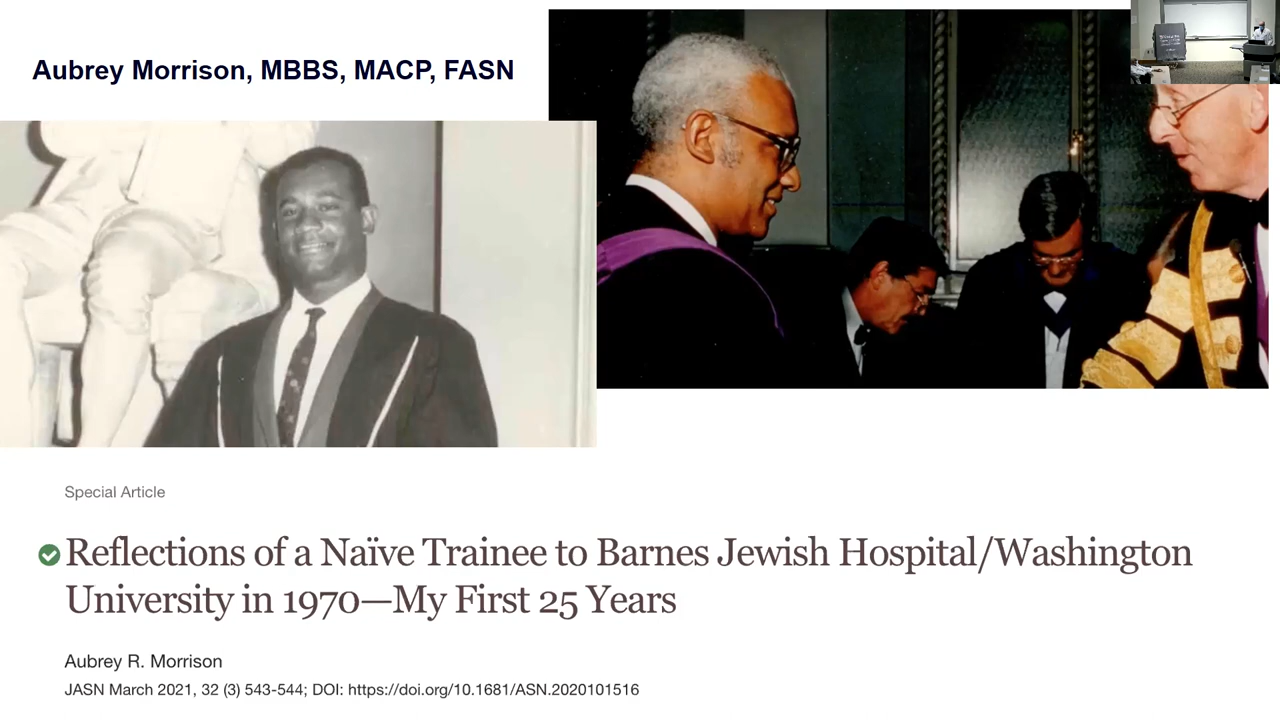 Aubrey Morrison, MBBS, MACP, FASN
Special Article
Reflections of a Naïve Trainee to Barnes Jewish Hospital/Washington
University in 1970—My First 25 Years
Aubrey R. Morrison
JASN March 2021, 32 (3) 543-544; DOI: https://doi.org/10.1681/ASN.2020101516